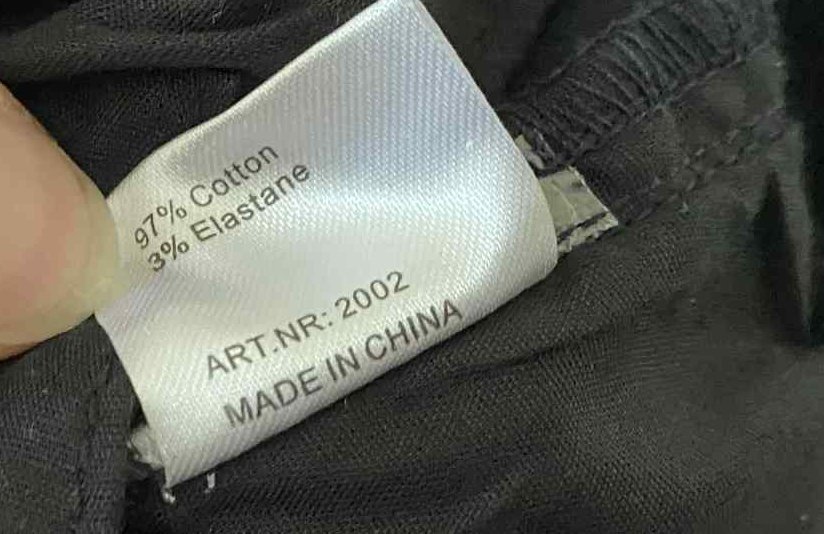 97% Cotton
3% Elastane
ART.NR: 2002
MADE IN CHINA